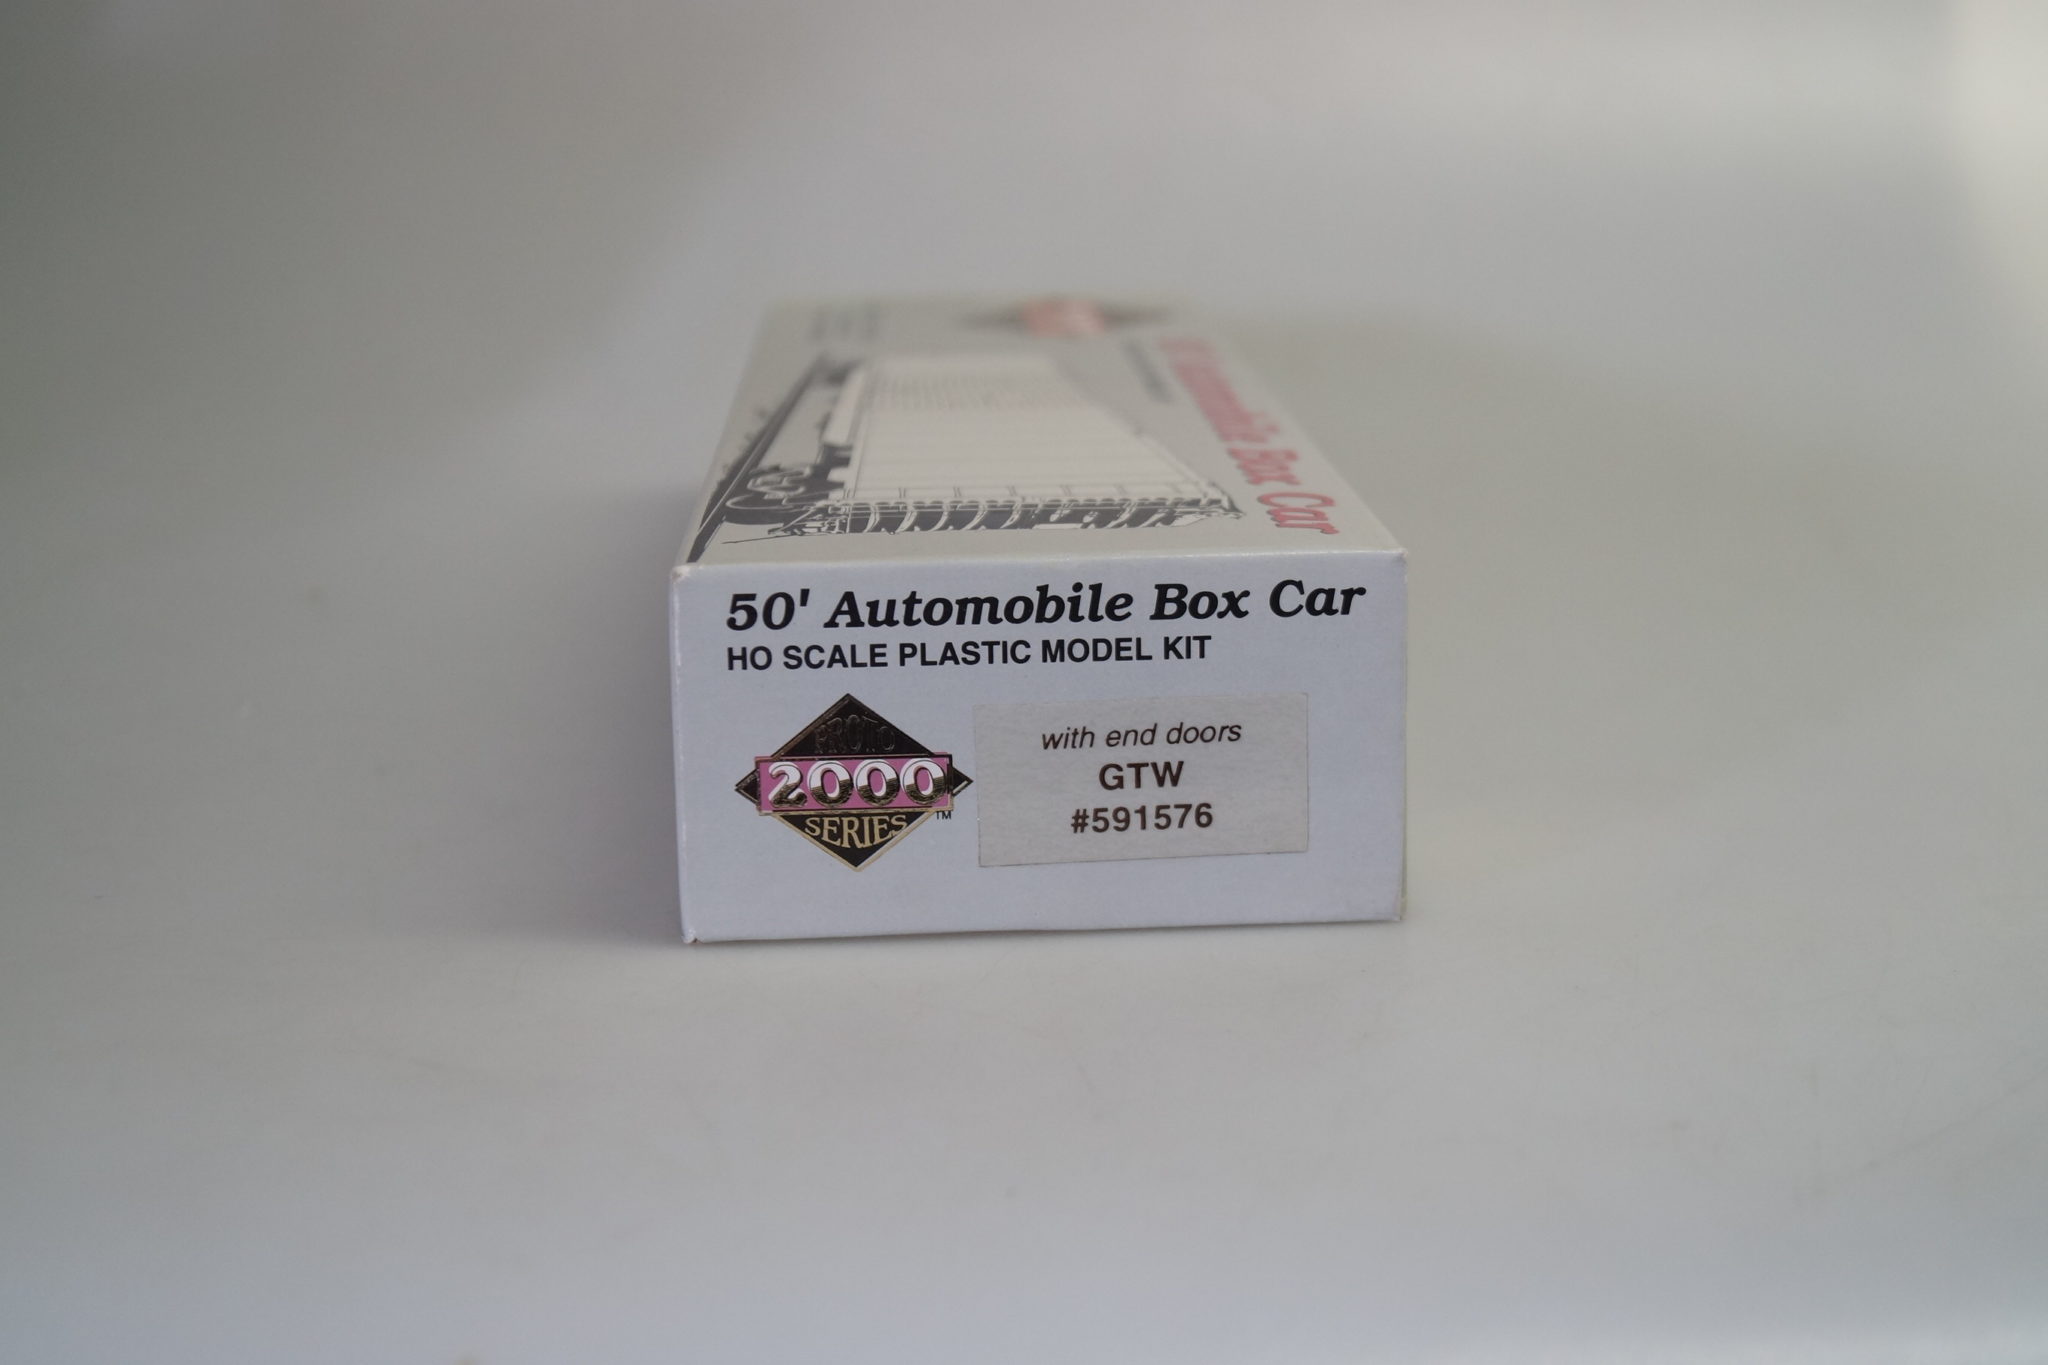 Automobile Box Car
50' Automobile Box Car
HO SCALE PLASTIC MODEL KIT
PROTO
2000
SERIES
TM
with end doors
GTW
#591576